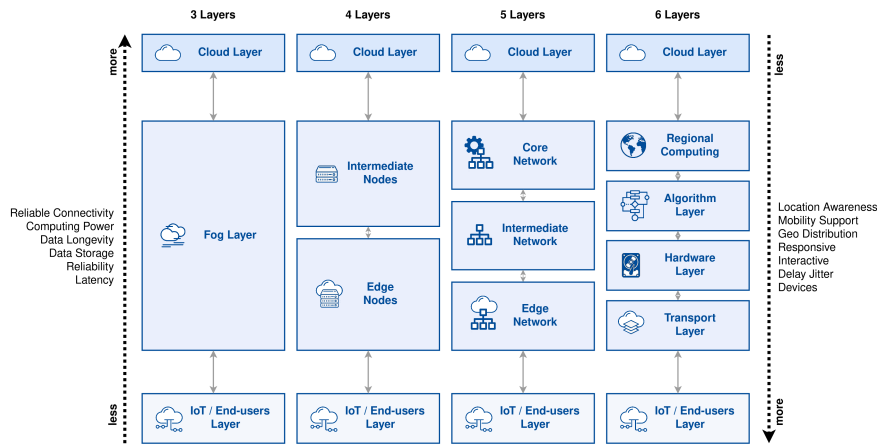 3 Layers
4 Layers
5 Layers
6 Layers
more
less
Cloud Layer
Cloud Layer
Cloud Layer
Cloud Layer
Fog Layer
Intermediate
Nodes
Edge
Nodes
Core
Network
Intermediate
Network
Edge
Network
Regional
Computing
Algorithm
Layer
Hardware
Layer
Transport
Layer
Reliable Connectivity
Computing Power
Data Longevity
Data Storage
Reliability
Latency
Location Awareness
Mobility Support
Geo Distribution
Responsive
Interactive
Delay Jitter
Devices
less
IoT / End-users
Layer
IoT / End-users
Layer
IoT / End-users
Layer
IoT / End-users
Layer
more